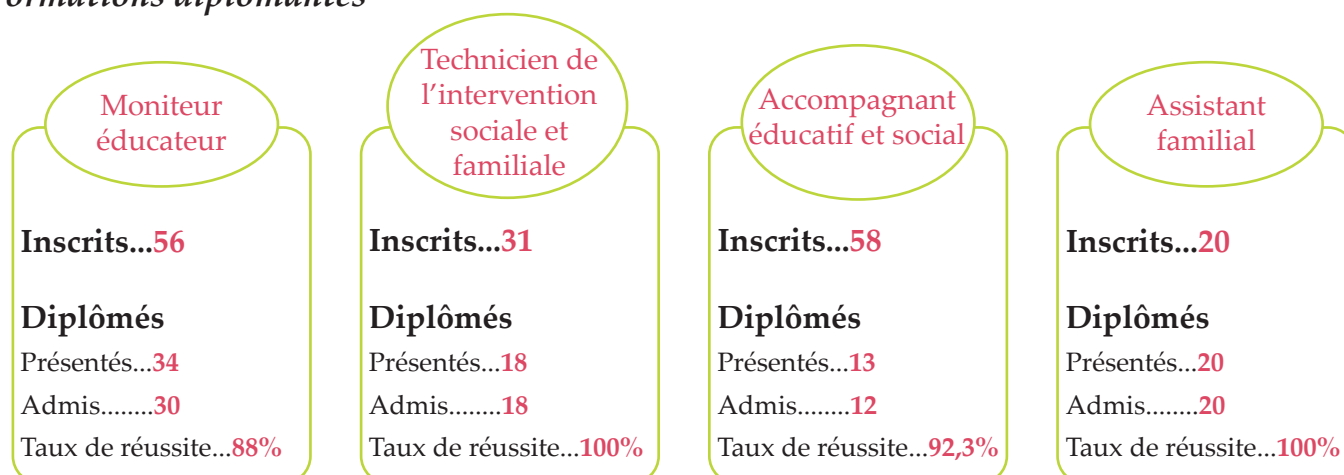 ormations diplômantes
Moniteur
éducateur
Inscrits...56
Diplômés
Présentés...34
Admis........30
Taux de réussite...88%
Technicien de
l'intervention
sociale et
familiale
Inscrits...31
Diplômés
Présentés...18
Admis........18
Taux de réussite...100%
Accompagnant
éducatif et social
Inscrits...58
Diplômés
Présentés...13
Admis........12
Taux de réussite...92,3%
Assistant
familial
Inscrits...20
Diplômés
Présentés...20
Admis........20
Taux de réussite...100%